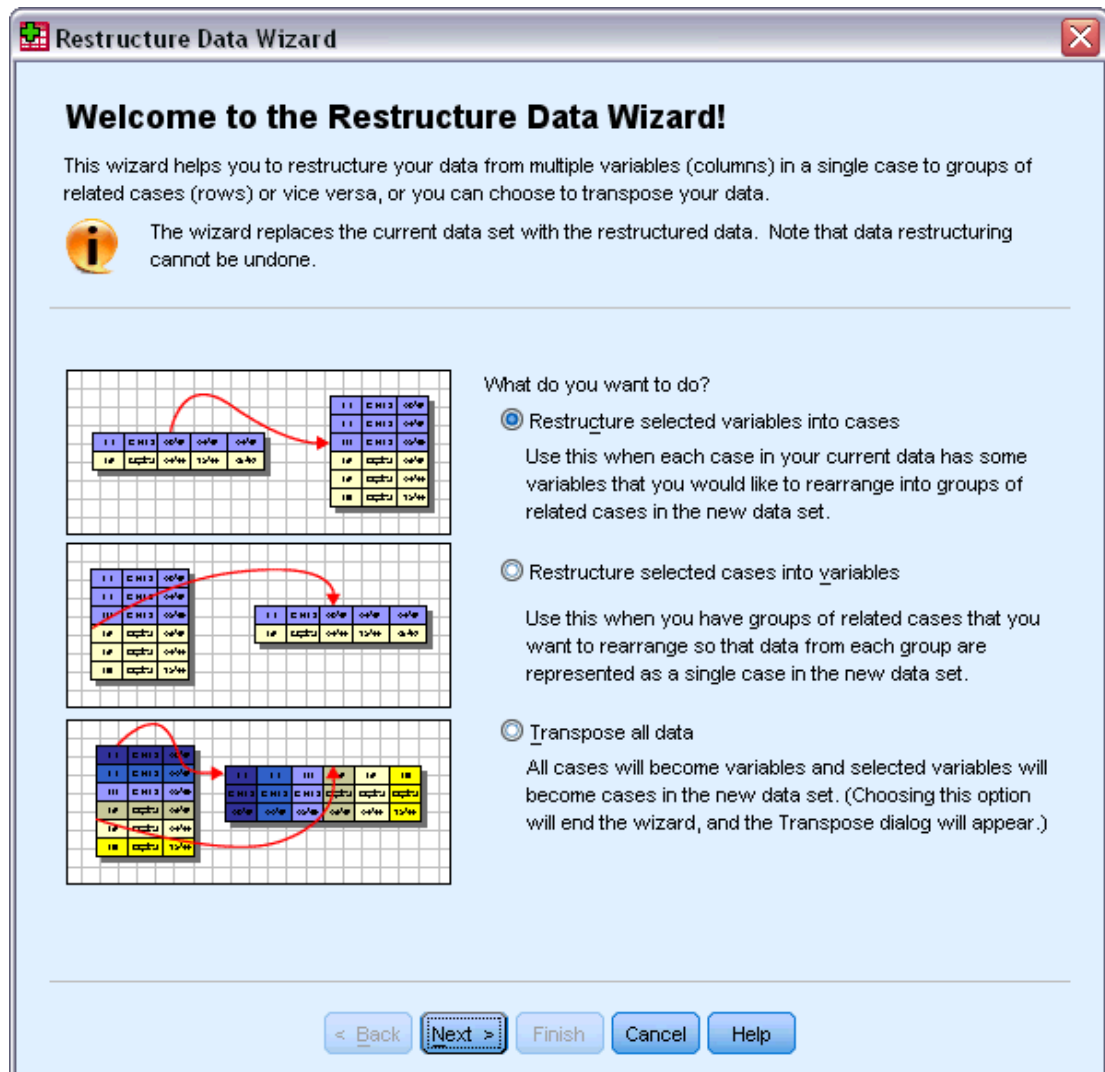 Restructure Data Wizard
Welcome to the Restructure Data Wizard!
This wizard helps you to restructure your data from multiple variables (columns) in a single case to groups of
related cases (rows) or vice versa, or you can choose to transpose your data.
The wizard replaces the current data set with the restructured data. Note that data restructuring
cannot be undone.
What do you want to do?
Restructure selected variables into cases
Use this when each case in your current data has some
variables that you would like to rearrange into groups of
related cases in the new data set.
Restructure selected cases into variables
Use this when you have groups of related cases that you
want to rearrange so that data from each group are
represented as a single case in the new data set.
Transpose all data
All cases will become variables and selected variables will
become cases in the new data set. (Choosing this option
will end the wizard, and the Transpose dialog will appear.)
< Back Next > Finish Cancel Help